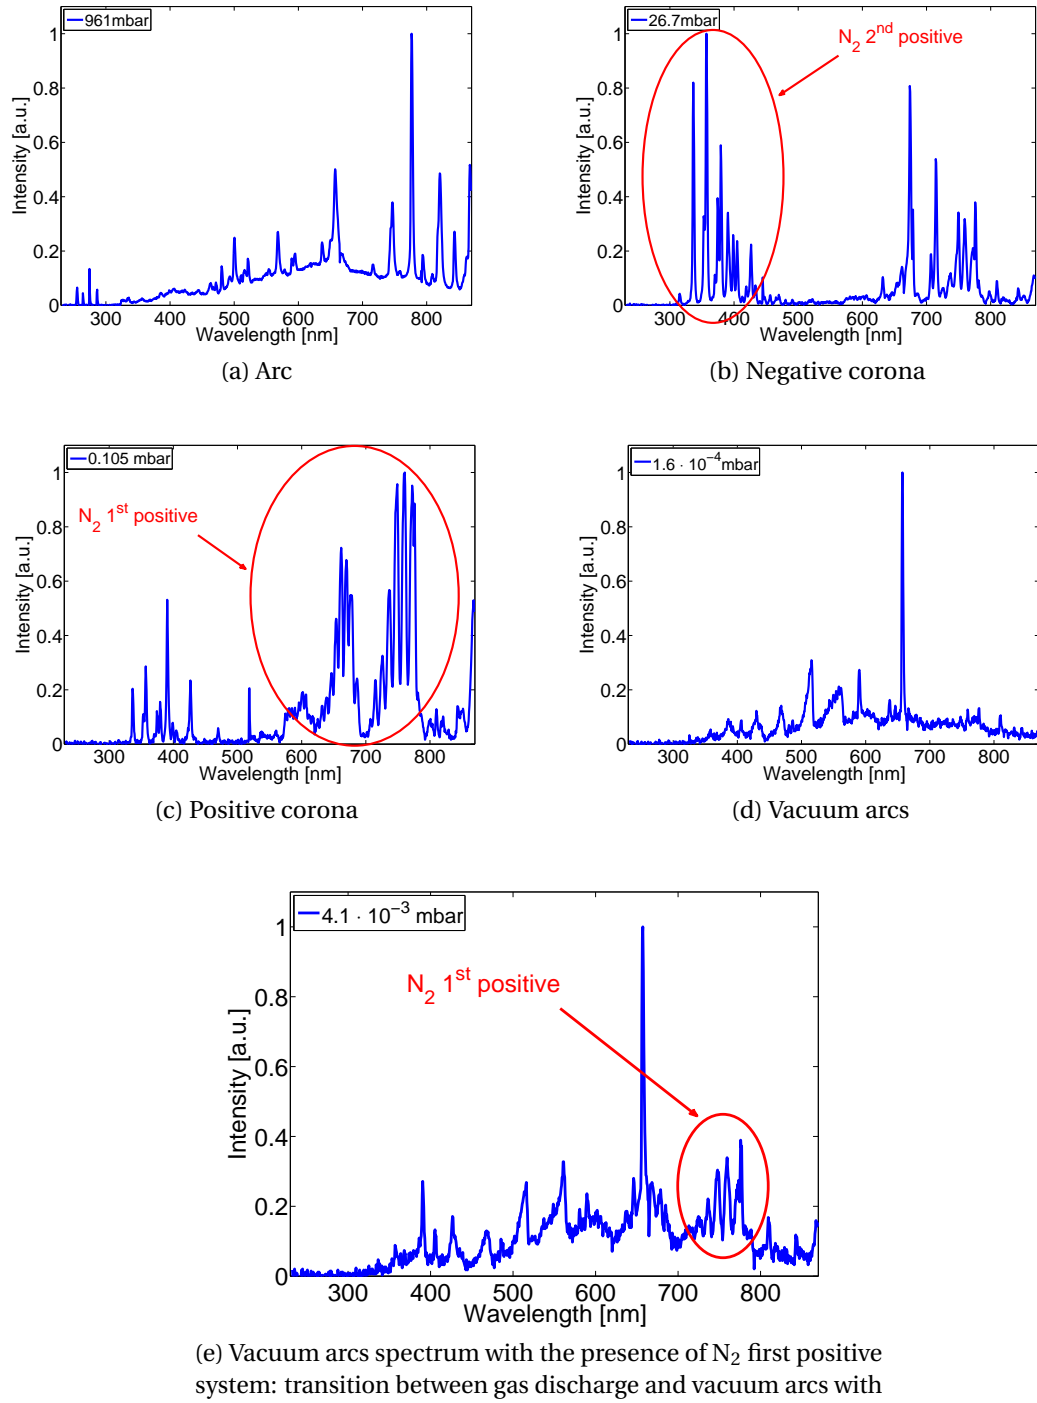 961mbar
Intensity [a.u.]
1
0.8
0.6
0.4
0.2
0
300 400 500 600 700 800
Wavelength [nm]
(a) Arc
26.7mbar
N₂ 2ⁿᵈ positive
Intensity [a.u.]
1
0.8
0.6
0.4
0.2
0
300 400 500 600 700 800
Wavelength [nm]
(b) Negative corona
0.105 mbar
N₂ 1ˢᵗ positive
Intensity [a.u.]
1
0.8
0.6
0.4
0.2
0
300 400 500 600 700 800
Wavelength [nm]
(c) Positive corona
1.6 · 10⁻⁴mbar
Intensity [a.u.]
1
0.8
0.6
0.4
0.2
0
300 400 500 600 700 800
Wavelength [nm]
(d) Vacuum arcs
4.1 · 10⁻³ mbar
N₂ 1ˢᵗ positive
Intensity [a.u.]
1
0.8
0.6
0.4
0.2
0
300 400 500 600 700 800
Wavelength [nm]
(e) Vacuum arcs spectrum with the presence of N₂ first positive
system: transition between gas discharge and vacuum arcs with